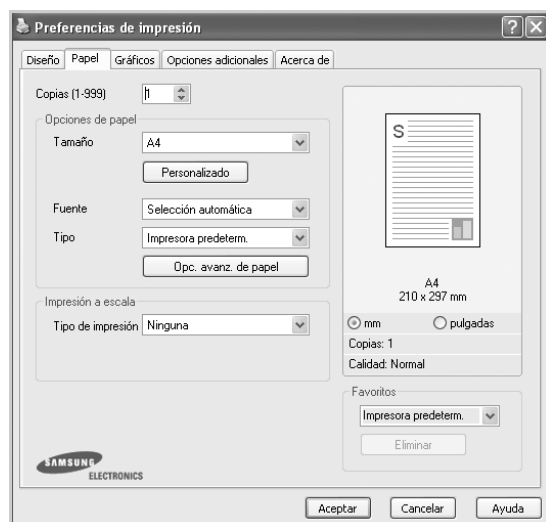 Preferencias de impresión
Diseño Papel Gráficos Opciones adicionales Acerca de
Copias (1-999) 1
Opciones de papel
Tamaño A4
Personalizado
Fuente Selección automática
Tipo Impresora predeterm.
Opc. avanz. de papel
Impresión a escala
Tipo de impresión Ninguna
SAMSUNG
ELECTRONICS
S
A4
210 x 297 mm
mm pulgadas
Copias: 1
Calidad: Normal
Favoritos
Impresora predeterm.
Eliminar
Aceptar Cancelar Ayuda